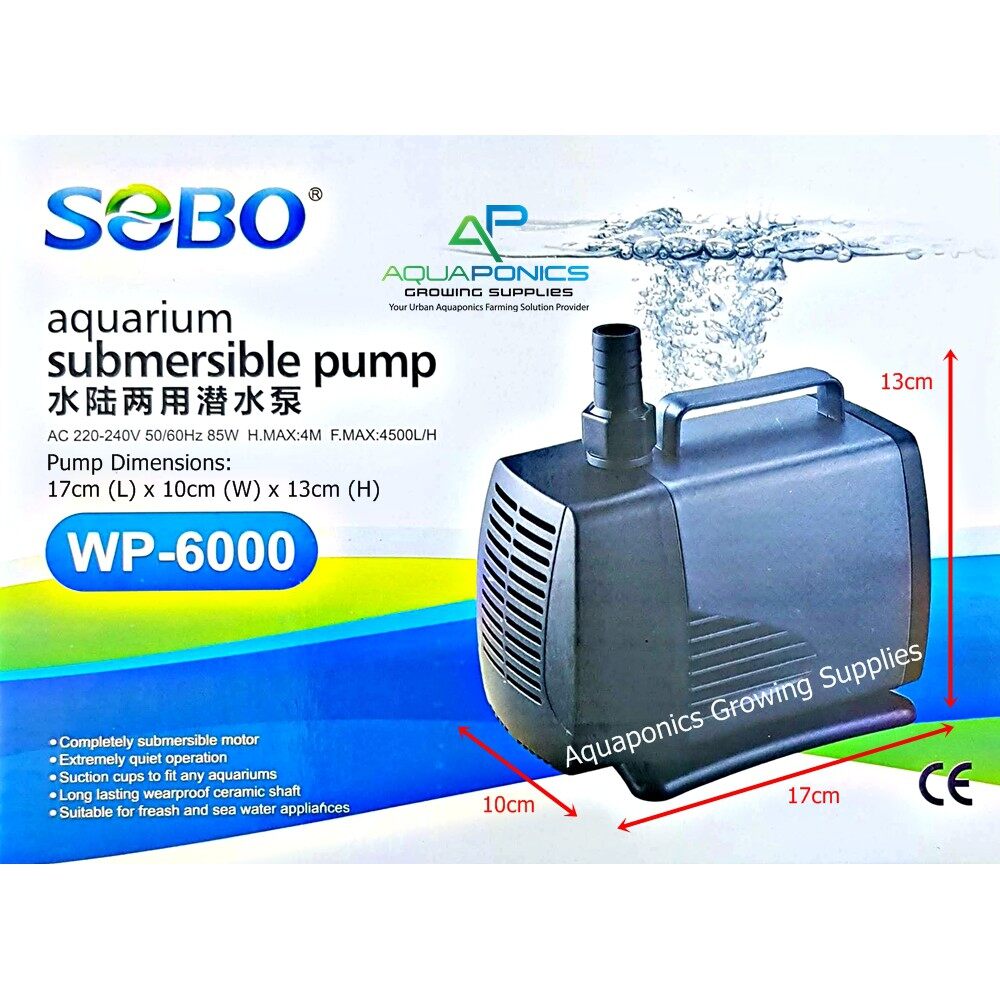 SOBO®
AP
AQUAPONICS
GROWING SUPPLIES
Your Urban Aquaponics Farming Solution Provider
aquarium
submersible pump
水陆两用潜水泵
AC 220-240V 50/60Hz 85W H.MAX:4M F.MAX:4500L/H
Pump Dimensions:
17cm (L) x 10cm (W) x 13cm (H)
WP-6000
13cm
Aquaponics Growing Supplies
10cm
17cm
•Completely submersible motor
•Extremely quiet operation
•Suction cups to fit any aquariums
•Long lasting wearproof ceramic shaft
•Suitable for freash and sea water appliances
CE